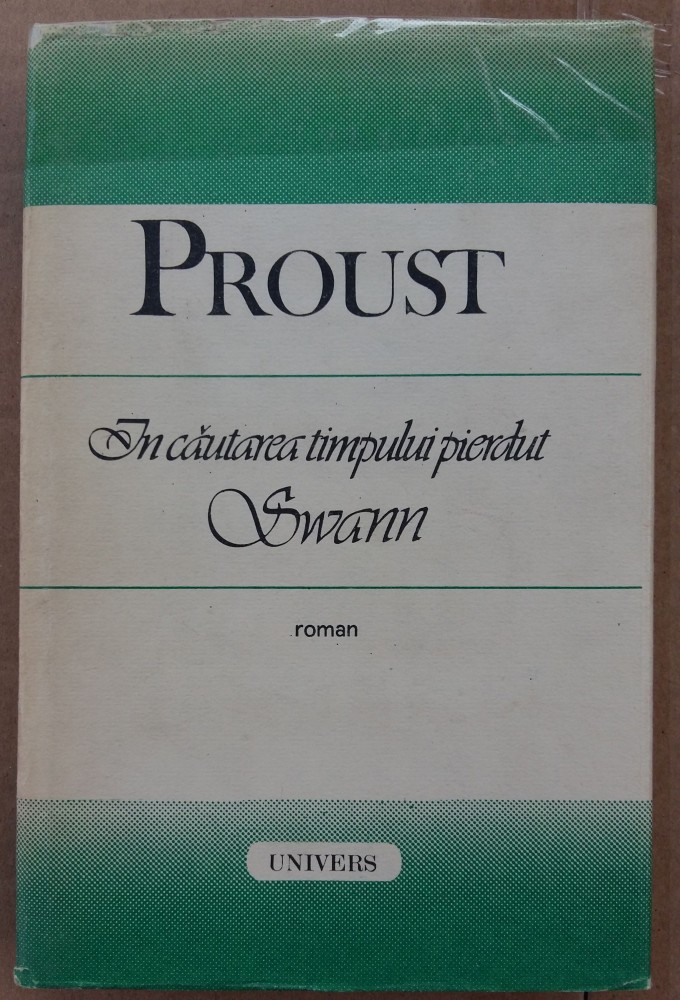 PROUST
In căutarea timpului pierdut
Swann
roman
UNIVERS